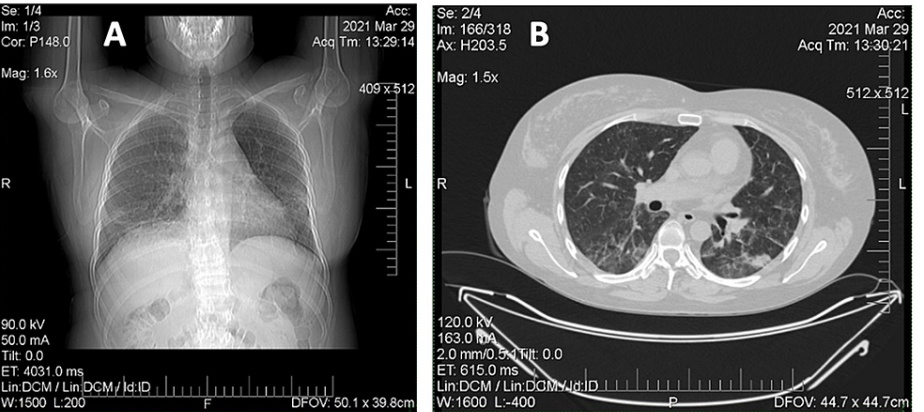 Se: 1/4
Im: 1/3
Cor: P148.0
A
Acc:
2021 Mar 29
Acq Tm: 13:29:14
Mag: 1.6x
409 x 512
R
L
90.0 kV
50.0 mA
Tilt: 0.0
ET: 4031.0 ms
Lin:DCM / Lin:DCM / Id:ID
W:1500 L:200
F
DFOV: 50.1 x 39.8cm
Se: 2/4
Im: 166/318
Ax: H203.5
B
Acc:
2021 Mar 29
Acq Tm: 13:30:21
Mag: 1.5x
512 x 512
L
R
L
120.0 kV
163.0 mA
2.0 mm/0.5:1Tilt: 0.0
ET: 615.0 ms
Lin:DCM / Lin:DCM / Id:ID
W:1600 L:-400
P
DFOV: 44.7 x 44.7cm